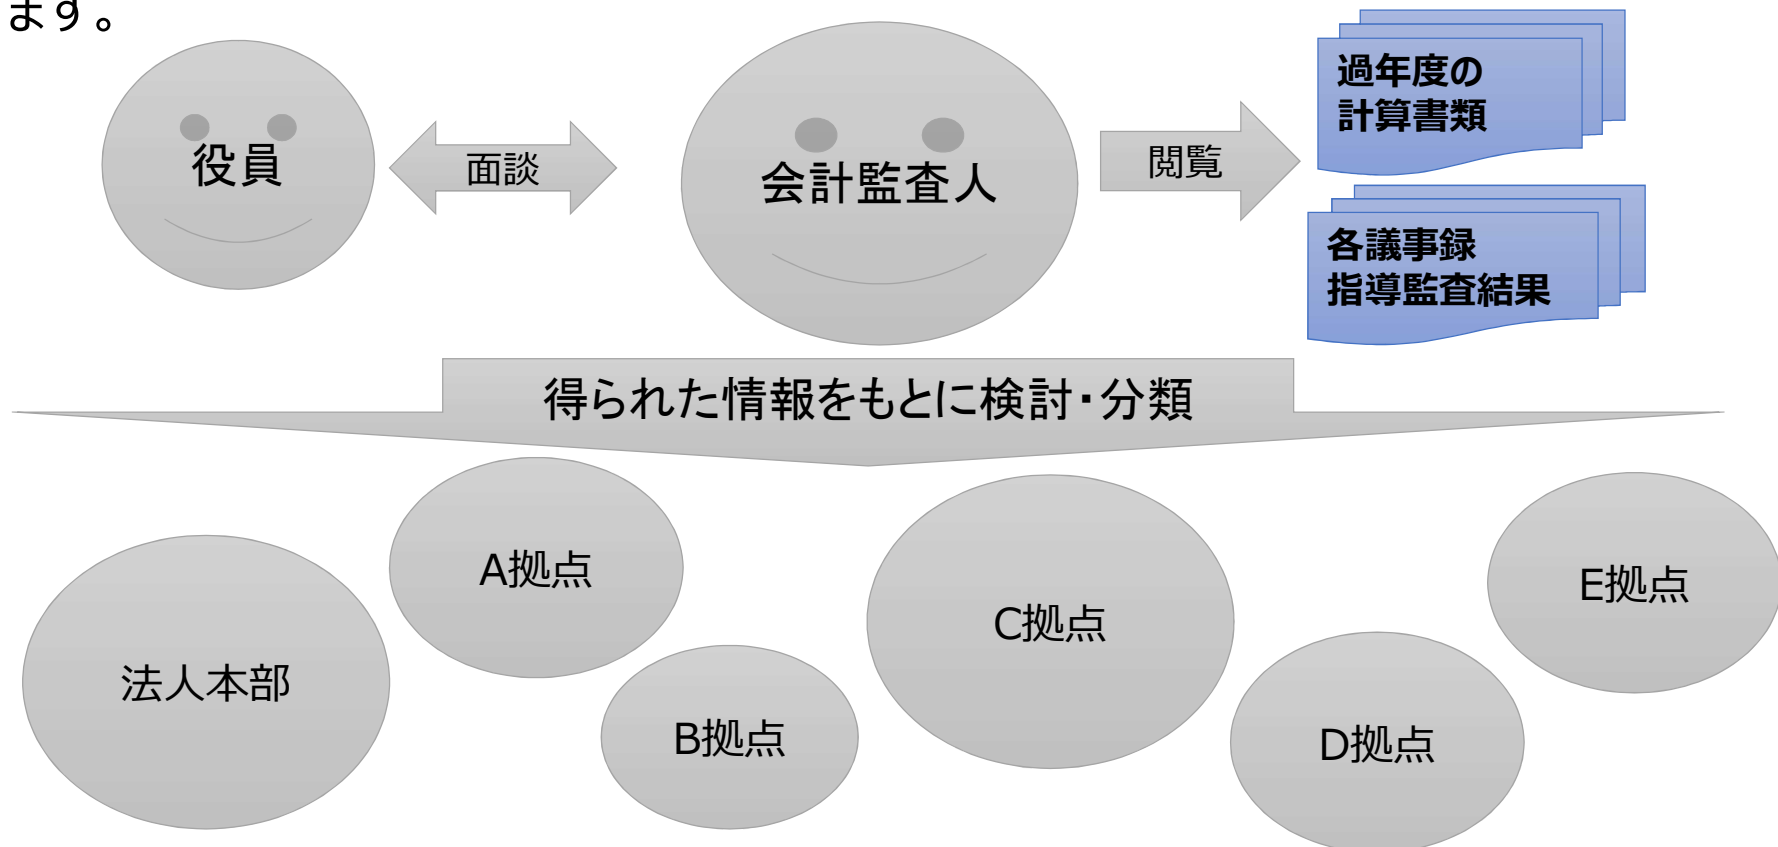 ます。
役員
面談
会計監査人
閲覧
過年度の
計算書類
各議事録
指導監査結果
得られた情報をもとに検討・分類
A拠点
E拠点
C拠点
法人本部
B拠点
D拠点